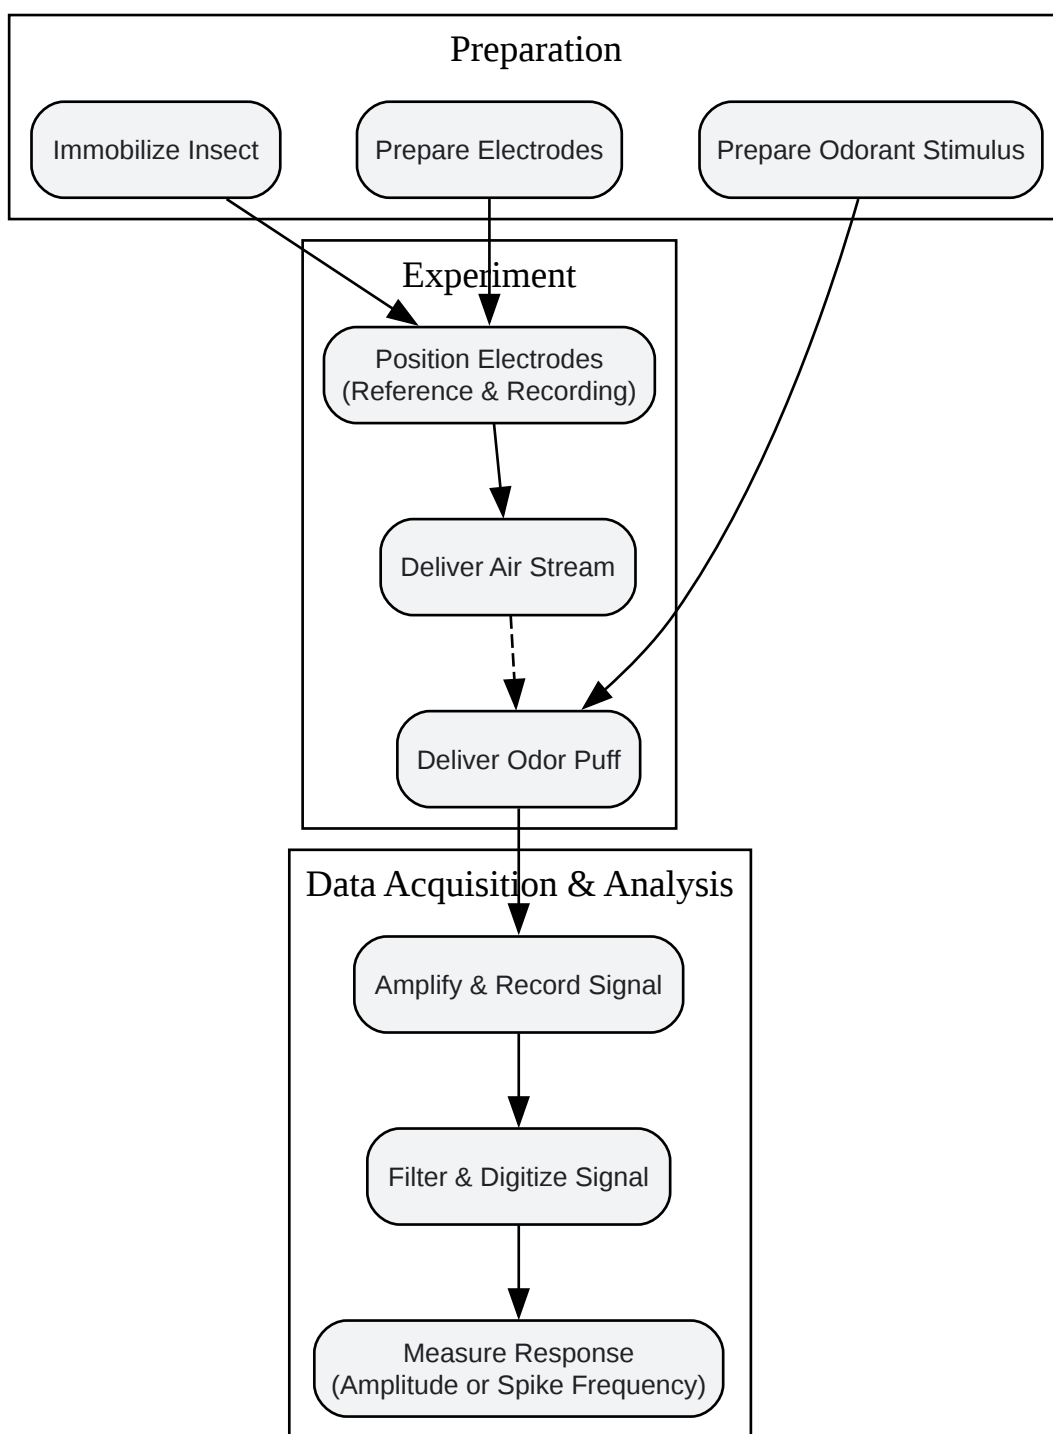 Preparation
Immobilize Insect
Prepare Electrodes
Prepare Odorant Stimulus
Experiment
Position Electrodes
(Reference & Recording)
Deliver Air Stream
Deliver Odor Puff
Data Acquisition & Analysis
Amplify & Record Signal
Filter & Digitize Signal
Measure Response
(Amplitude or Spike Frequency)